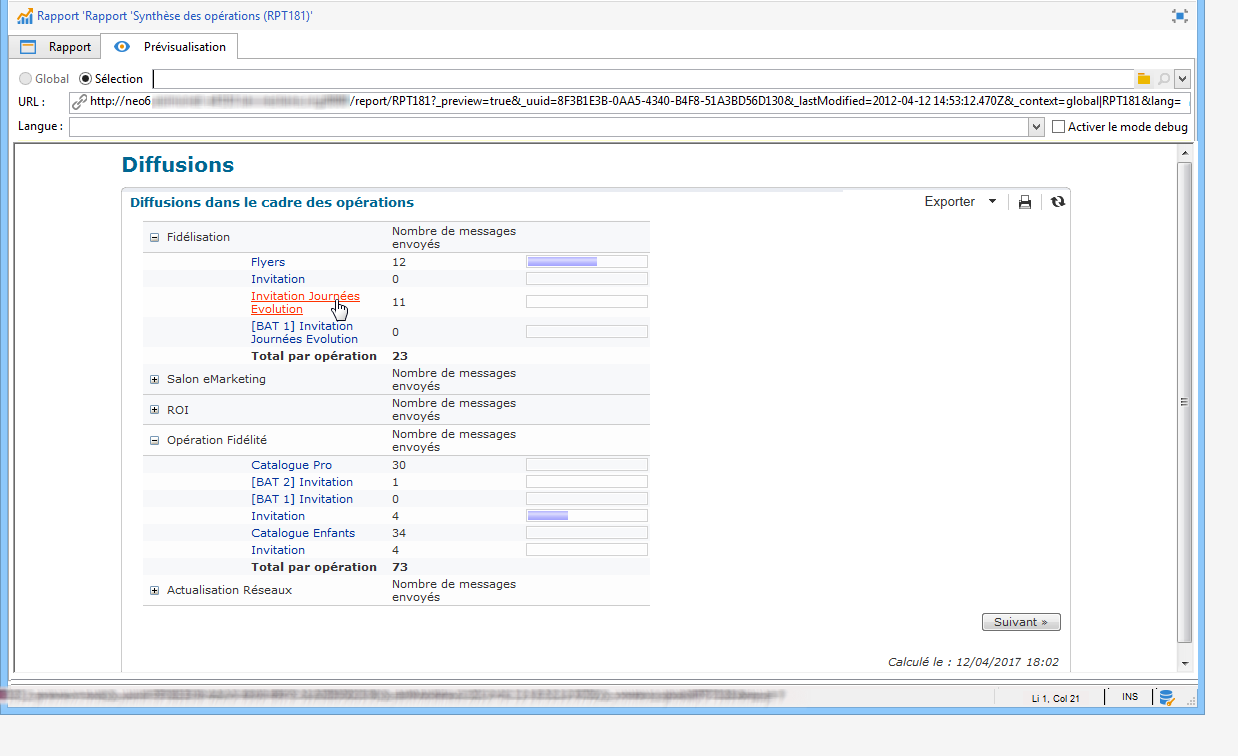 Rapport 'Rapport 'Synthèse des opérations (RPT181)'
Rapport
Prévisualisation
Global
Sélection
URL :
http://neo6
/report/RPT181?_preview=true&_uuid=8F3B1E3B-0AA5-4340-B4F8-51A3BD56D130&_lastModified=2012-04-12 14:53:12.470Z&_context=global|RPT181&lang=
Langue :
Activer le mode debug
Diffusions
Diffusions dans le cadre des opérations
Exporter
Fidélisation
Nombre de messages
envoyés
Flyers 12
Invitation 0
Invitation Journées
Evolution
11
[BAT 1] Invitation
Journées Evolution
0
Total par opération 23
Salon eMarketing
Nombre de messages
envoyés
ROI
Nombre de messages
envoyés
Opération Fidélité
Nombre de messages
envoyés
Catalogue Pro 30
[BAT 2] Invitation 1
[BAT 1] Invitation 0
Invitation 4
Catalogue Enfants 34
Invitation 4
Total par opération 73
Actualisation Réseaux
Nombre de messages
envoyés
Suivant »
Calculé le : 12/04/2017 18:02
Li 1, Col 21
INS